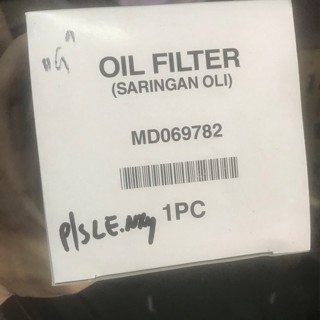 "G"
OIL FILTER
(SARINGAN OLI)
MD069782
1PC